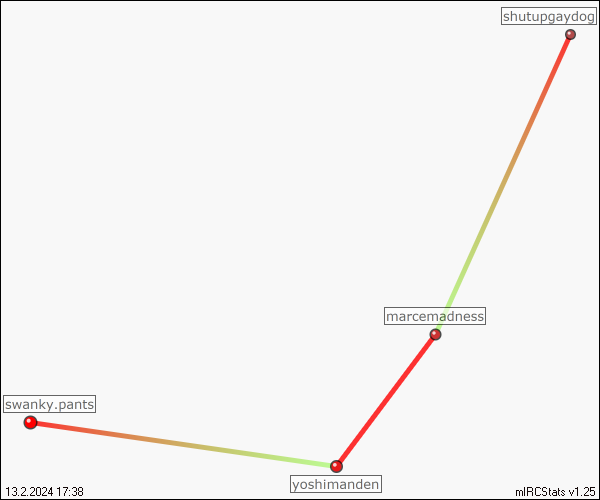 shutupgaydog
marcemadness
swanky.pants
yoshimanden
13.2.2024 17:38
mIRCStats v1.25